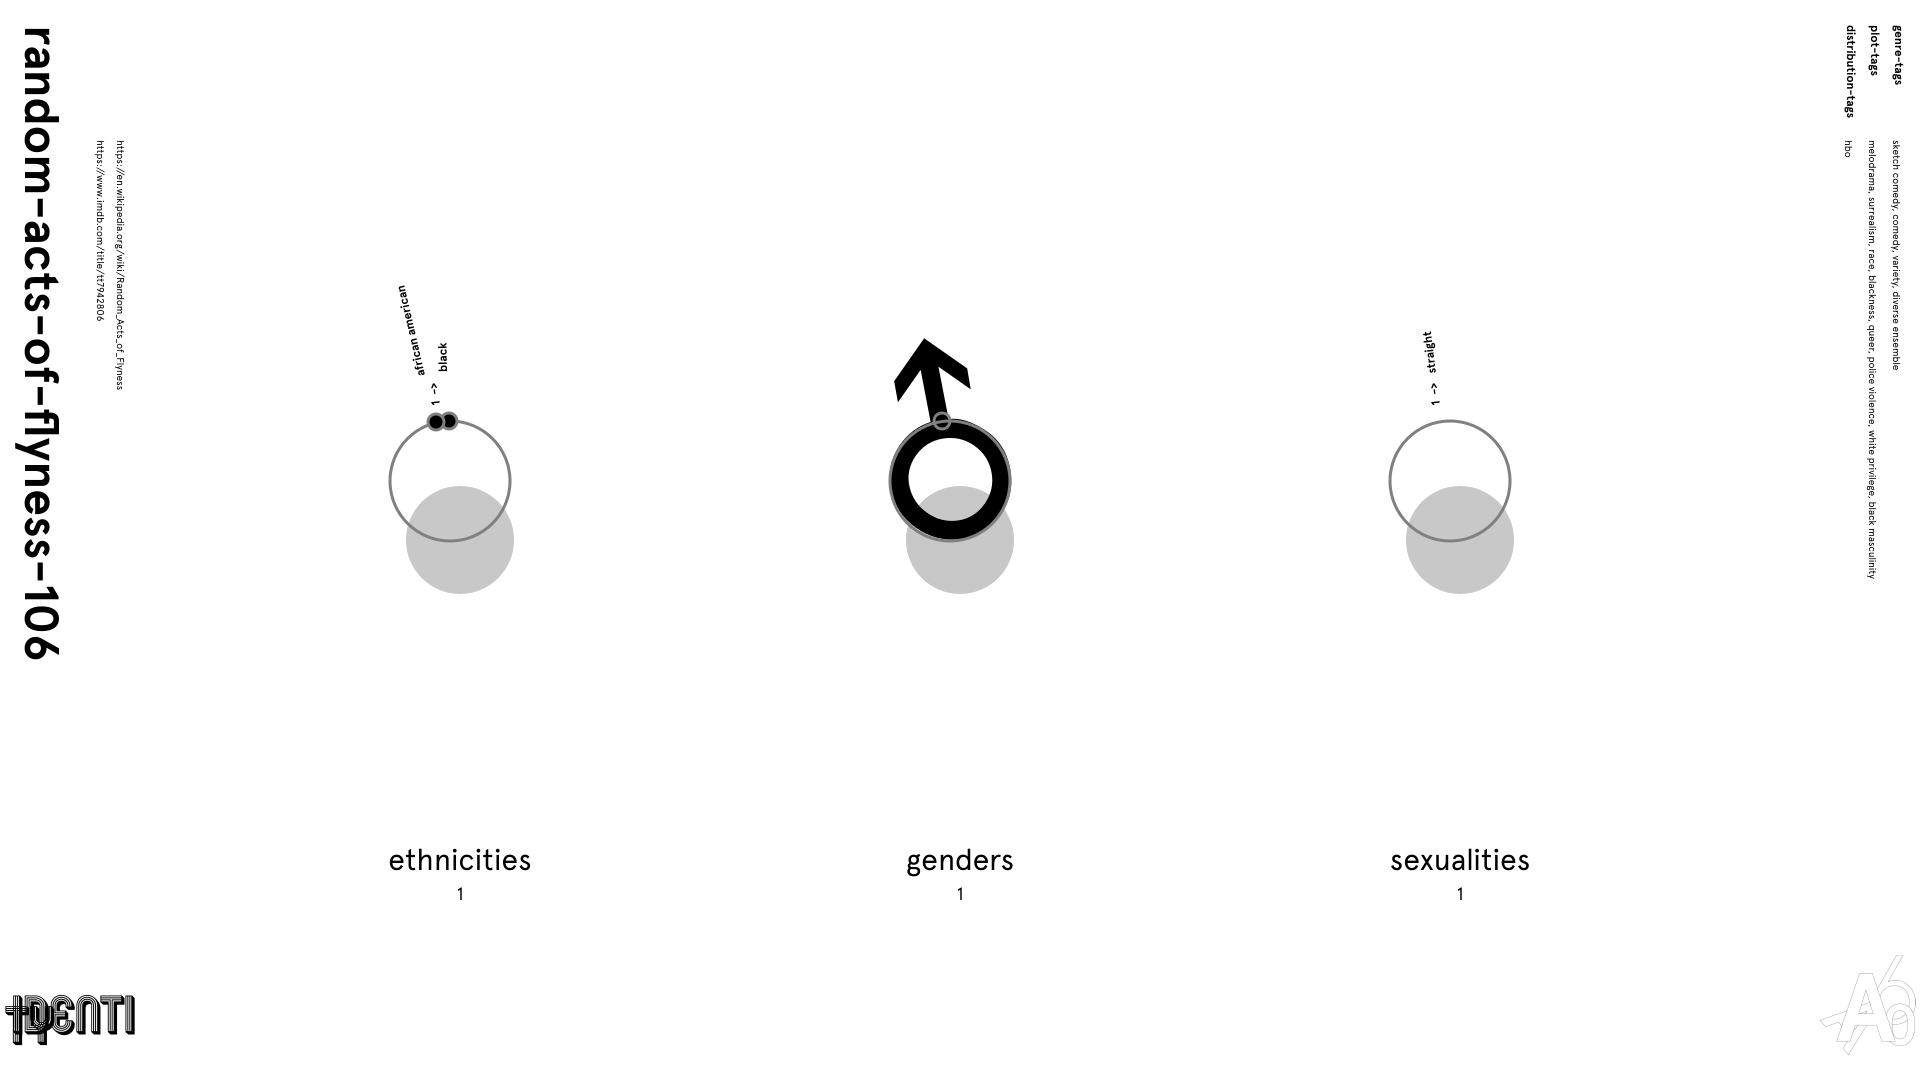 random-acts-of-flyness-106
https://en.wikipedia.org/wiki/Random_Acts_of_Flyness
https://www.imdb.com/title/tt7942806
genre-tags
sketch comedy, comedy, variety, diverse ensemble
plot-tags
melodrama, surrealism, race, blackness, queer, police violence, white privilege, black masculinity
distribution-tags
hbo
african american
1 -> black
1 -> straight
ethnicities
1
genders
1
sexualities
1
IDENTI